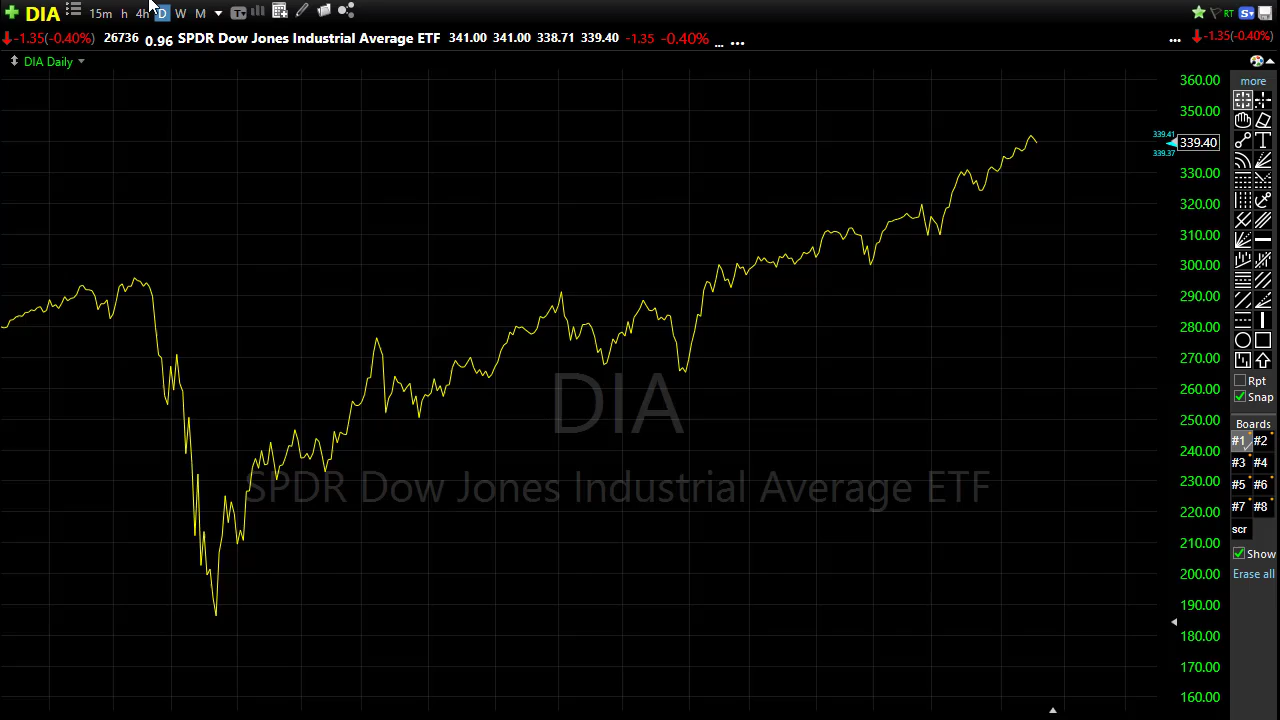 DIA 15m h 4h D W M T S RT
-1.35(-0.40%) 26736 0.96 SPDR Dow Jones Industrial Average ETF 341.00 341.00 338.71 339.40 -1.35 -0.40% ... ... ... -1.35(-0.40%)
DIA Daily
more
360.00
350.00
339.41
339.40
339.37
330.00
320.00
310.00
300.00
290.00
280.00
270.00
260.00
250.00
240.00
230.00
220.00
210.00
200.00
190.00
180.00
170.00
160.00
DIA
SPDR Dow Jones Industrial Average ETF
T
Rpt
Snap
Boards
#1 #2
#3 #4
#5 #6
#7 #8
scr
Show
Erase all